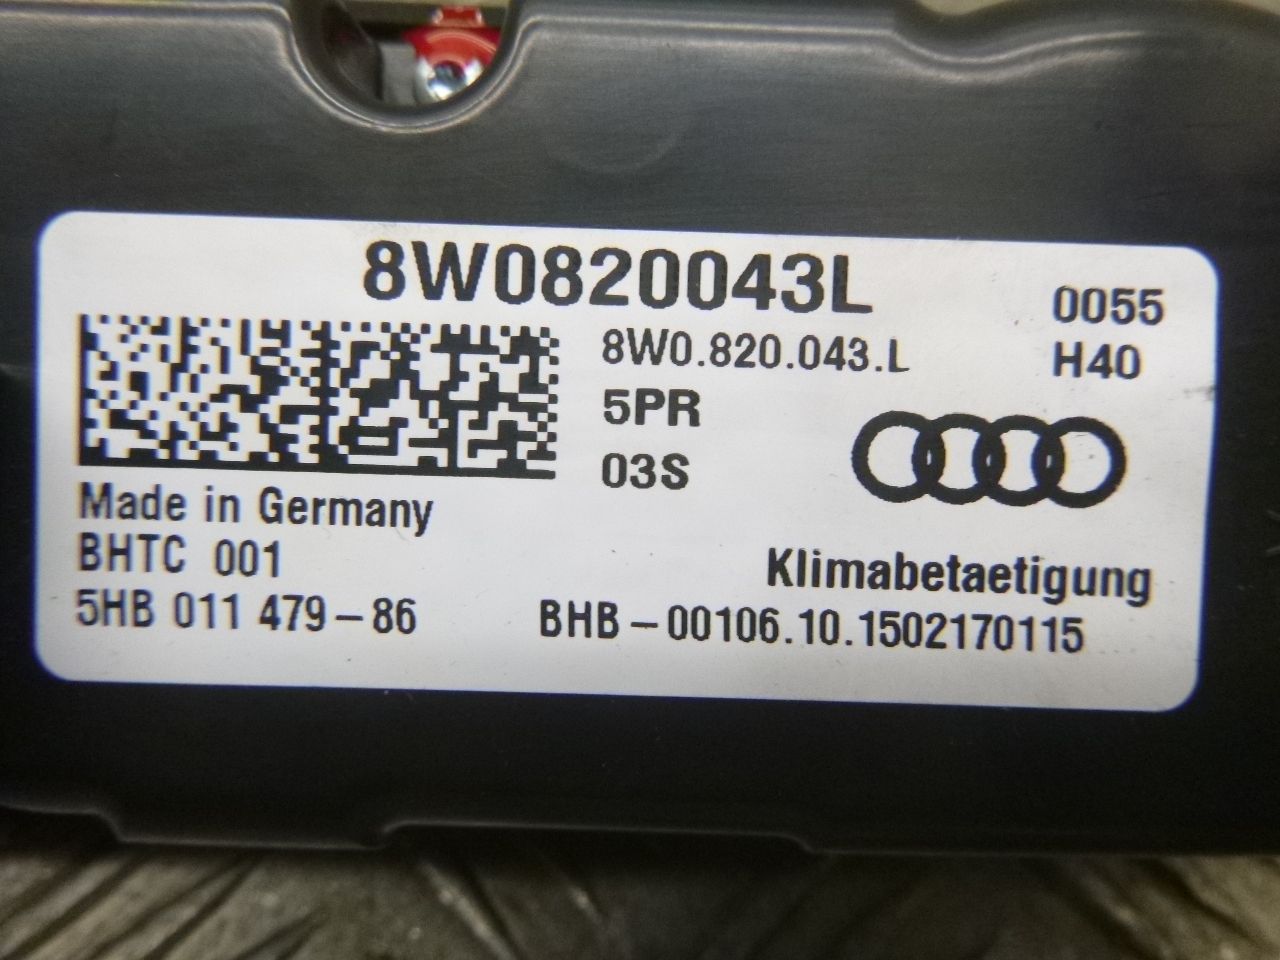 8W0820043L
0055
8W0.820.043.L
H40
5PR
03S
Made in Germany
BHTC 001
Klimabetaetigung
5HB 011 479-86
BHB-00106.10.1502170115